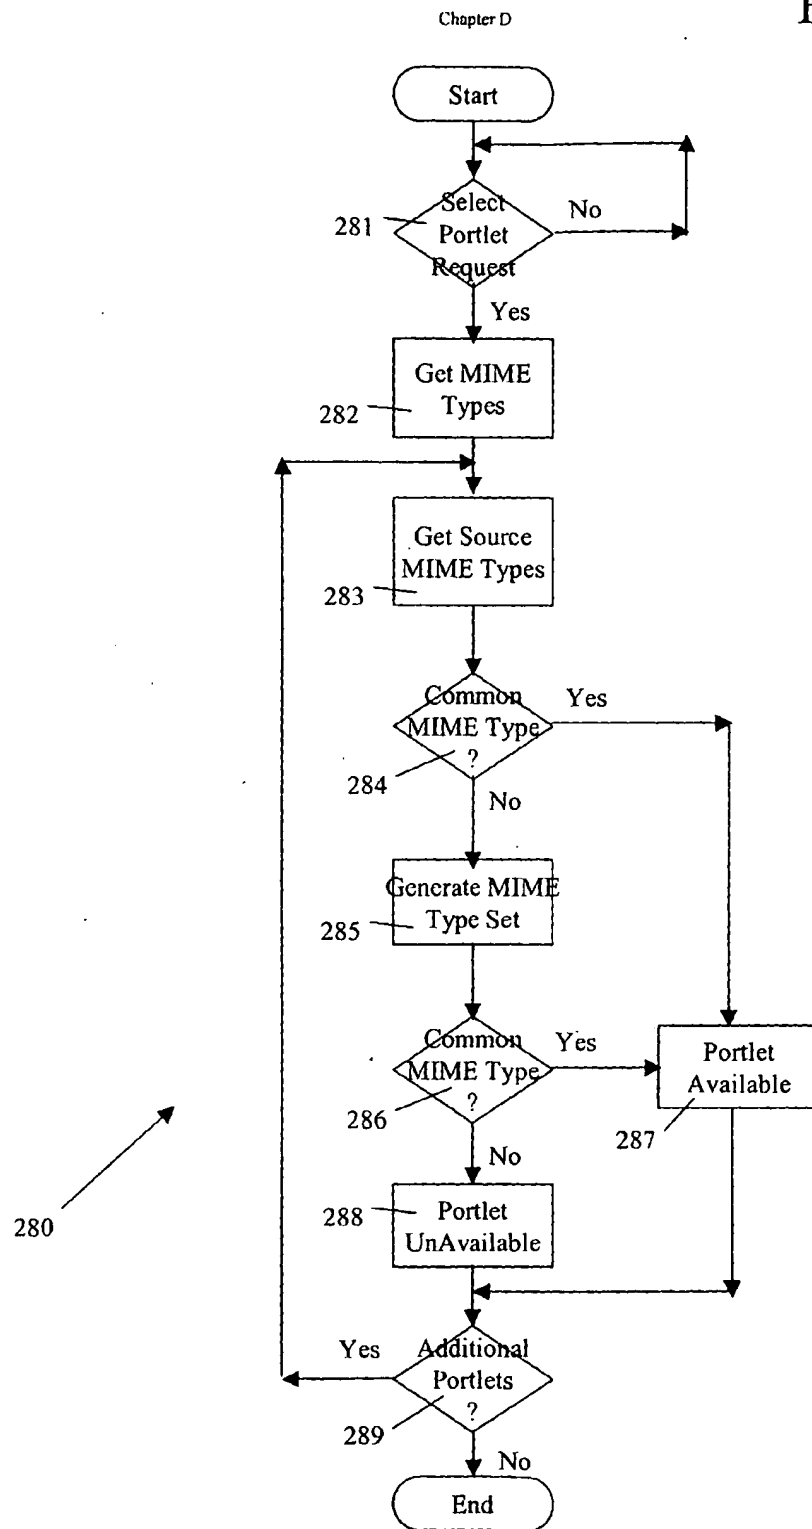 Chapter D
Start
281
Select
Portlet
Request
No
Yes
282
Get MIME
Types
283
Get Source
MIME Types
284
Common
MIME Type
?
Yes
No
285
Generate MIME
Type Set
286
Common
MIME Type
?
Yes
No
Portlet
Available
287
280
288
Portlet
UnAvailable
289
Additional
Portlets
?
Yes
No
End